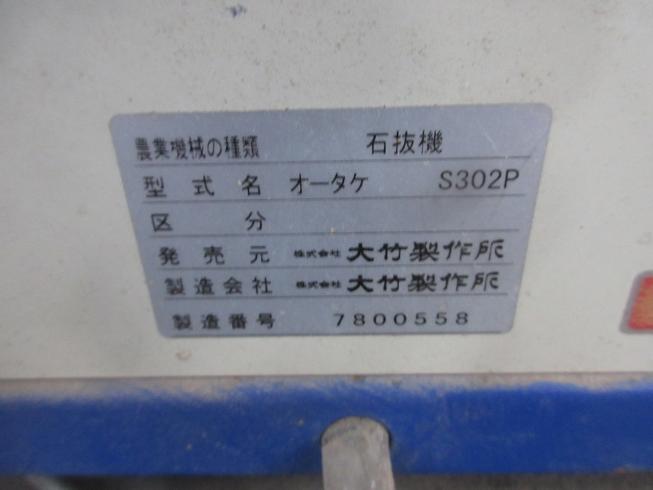 農業機械の種類 石抜機
型式名 オータケ S302P
区分
発売元 株式会社 大竹製作所
製造会社 株式会社 大竹製作所
製造番号 7800558